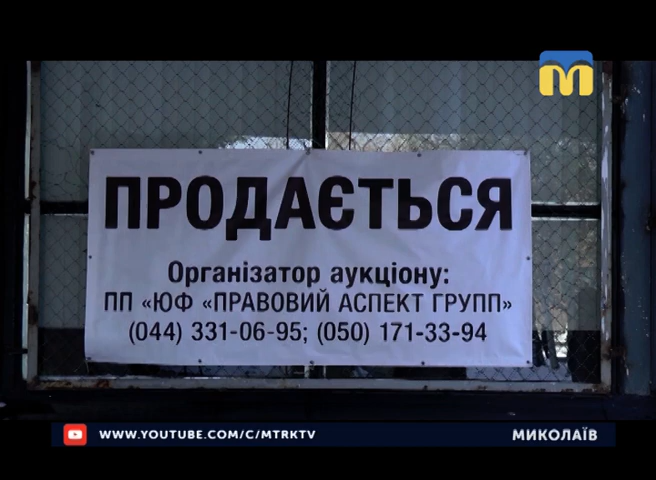 М
ПРОДАЄТЬСЯ
Організатор аукціону:
ПП «ЮФ «ПРАВОВИЙ АСПЕКТ ГРУПП»
(044) 331-06-95; (050) 171-33-94
WWW.YOUTUBE.COM/C/MTRKTV
МИКОЛАЇВ